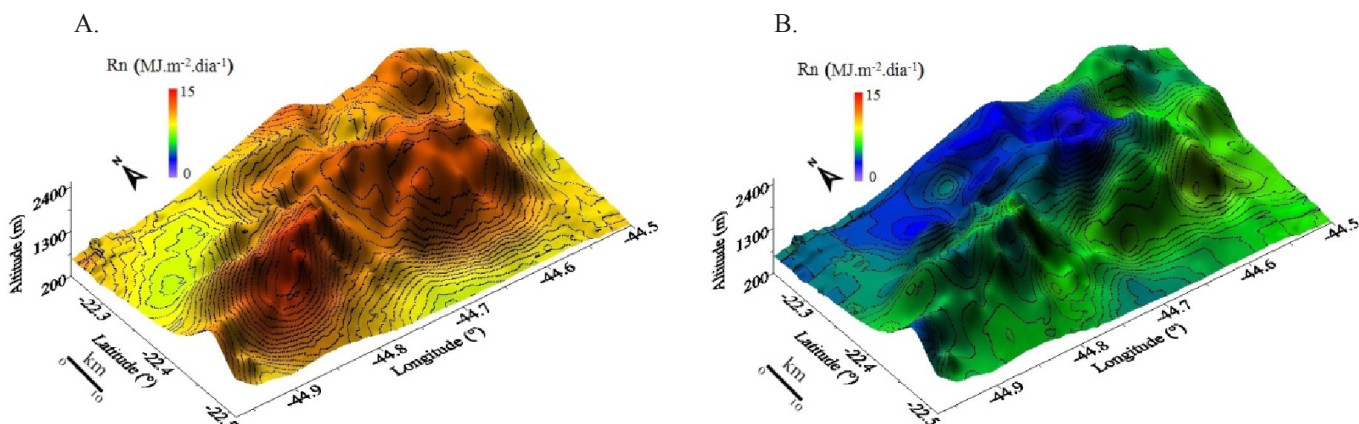 A.
Rn (MJ.m⁻².dia⁻¹)
15
0
N
2400
1300
200
Altitude (m)
-22.3
-22.4
-22.5
Latitude (°)
0 km 10
-44.9
-44.8
-44.7
-44.6
-44.5
Longitude (°)
B.
Rn (MJ.m⁻².dia⁻¹)
15
0
N
2400
1300
200
Altitude (m)
-22.3
-22.4
-22.5
Latitude (°)
0 km 10
-44.9
-44.8
-44.7
-44.6
-44.5
Longitude (°)